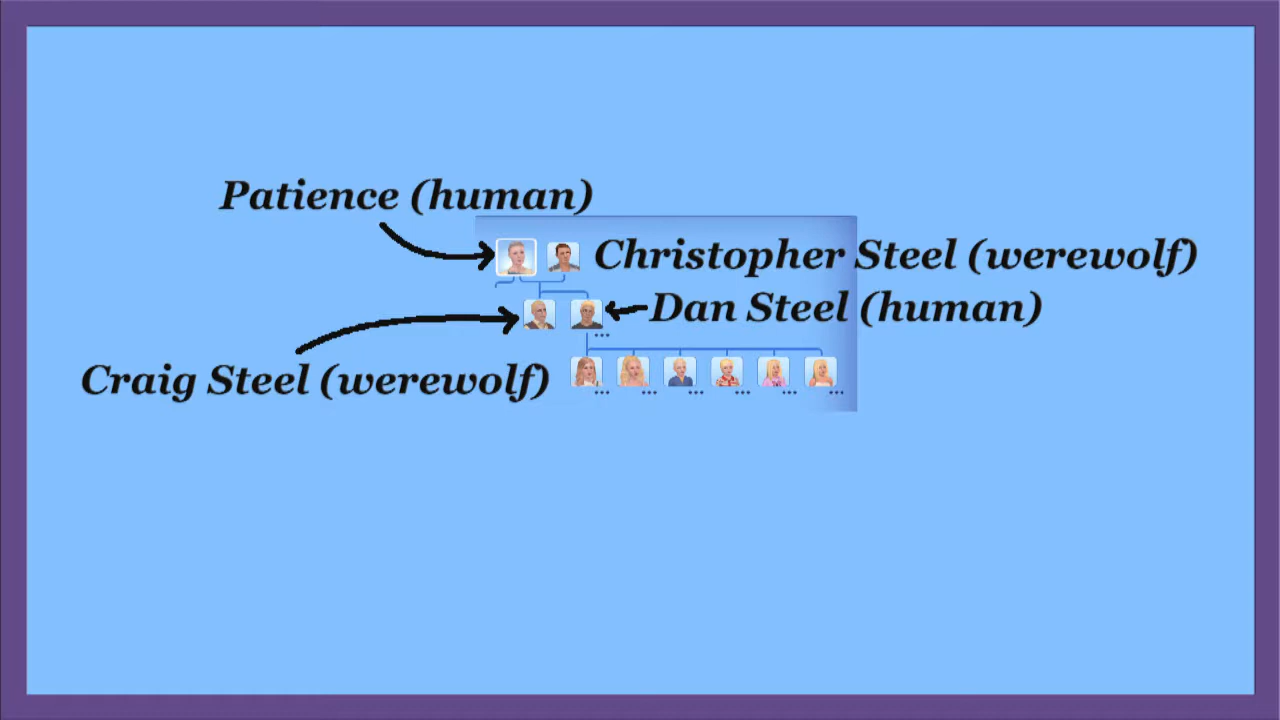 Patience (human)
Christopher Steel (werewolf)
Dan Steel (human)
Craig Steel (werewolf)